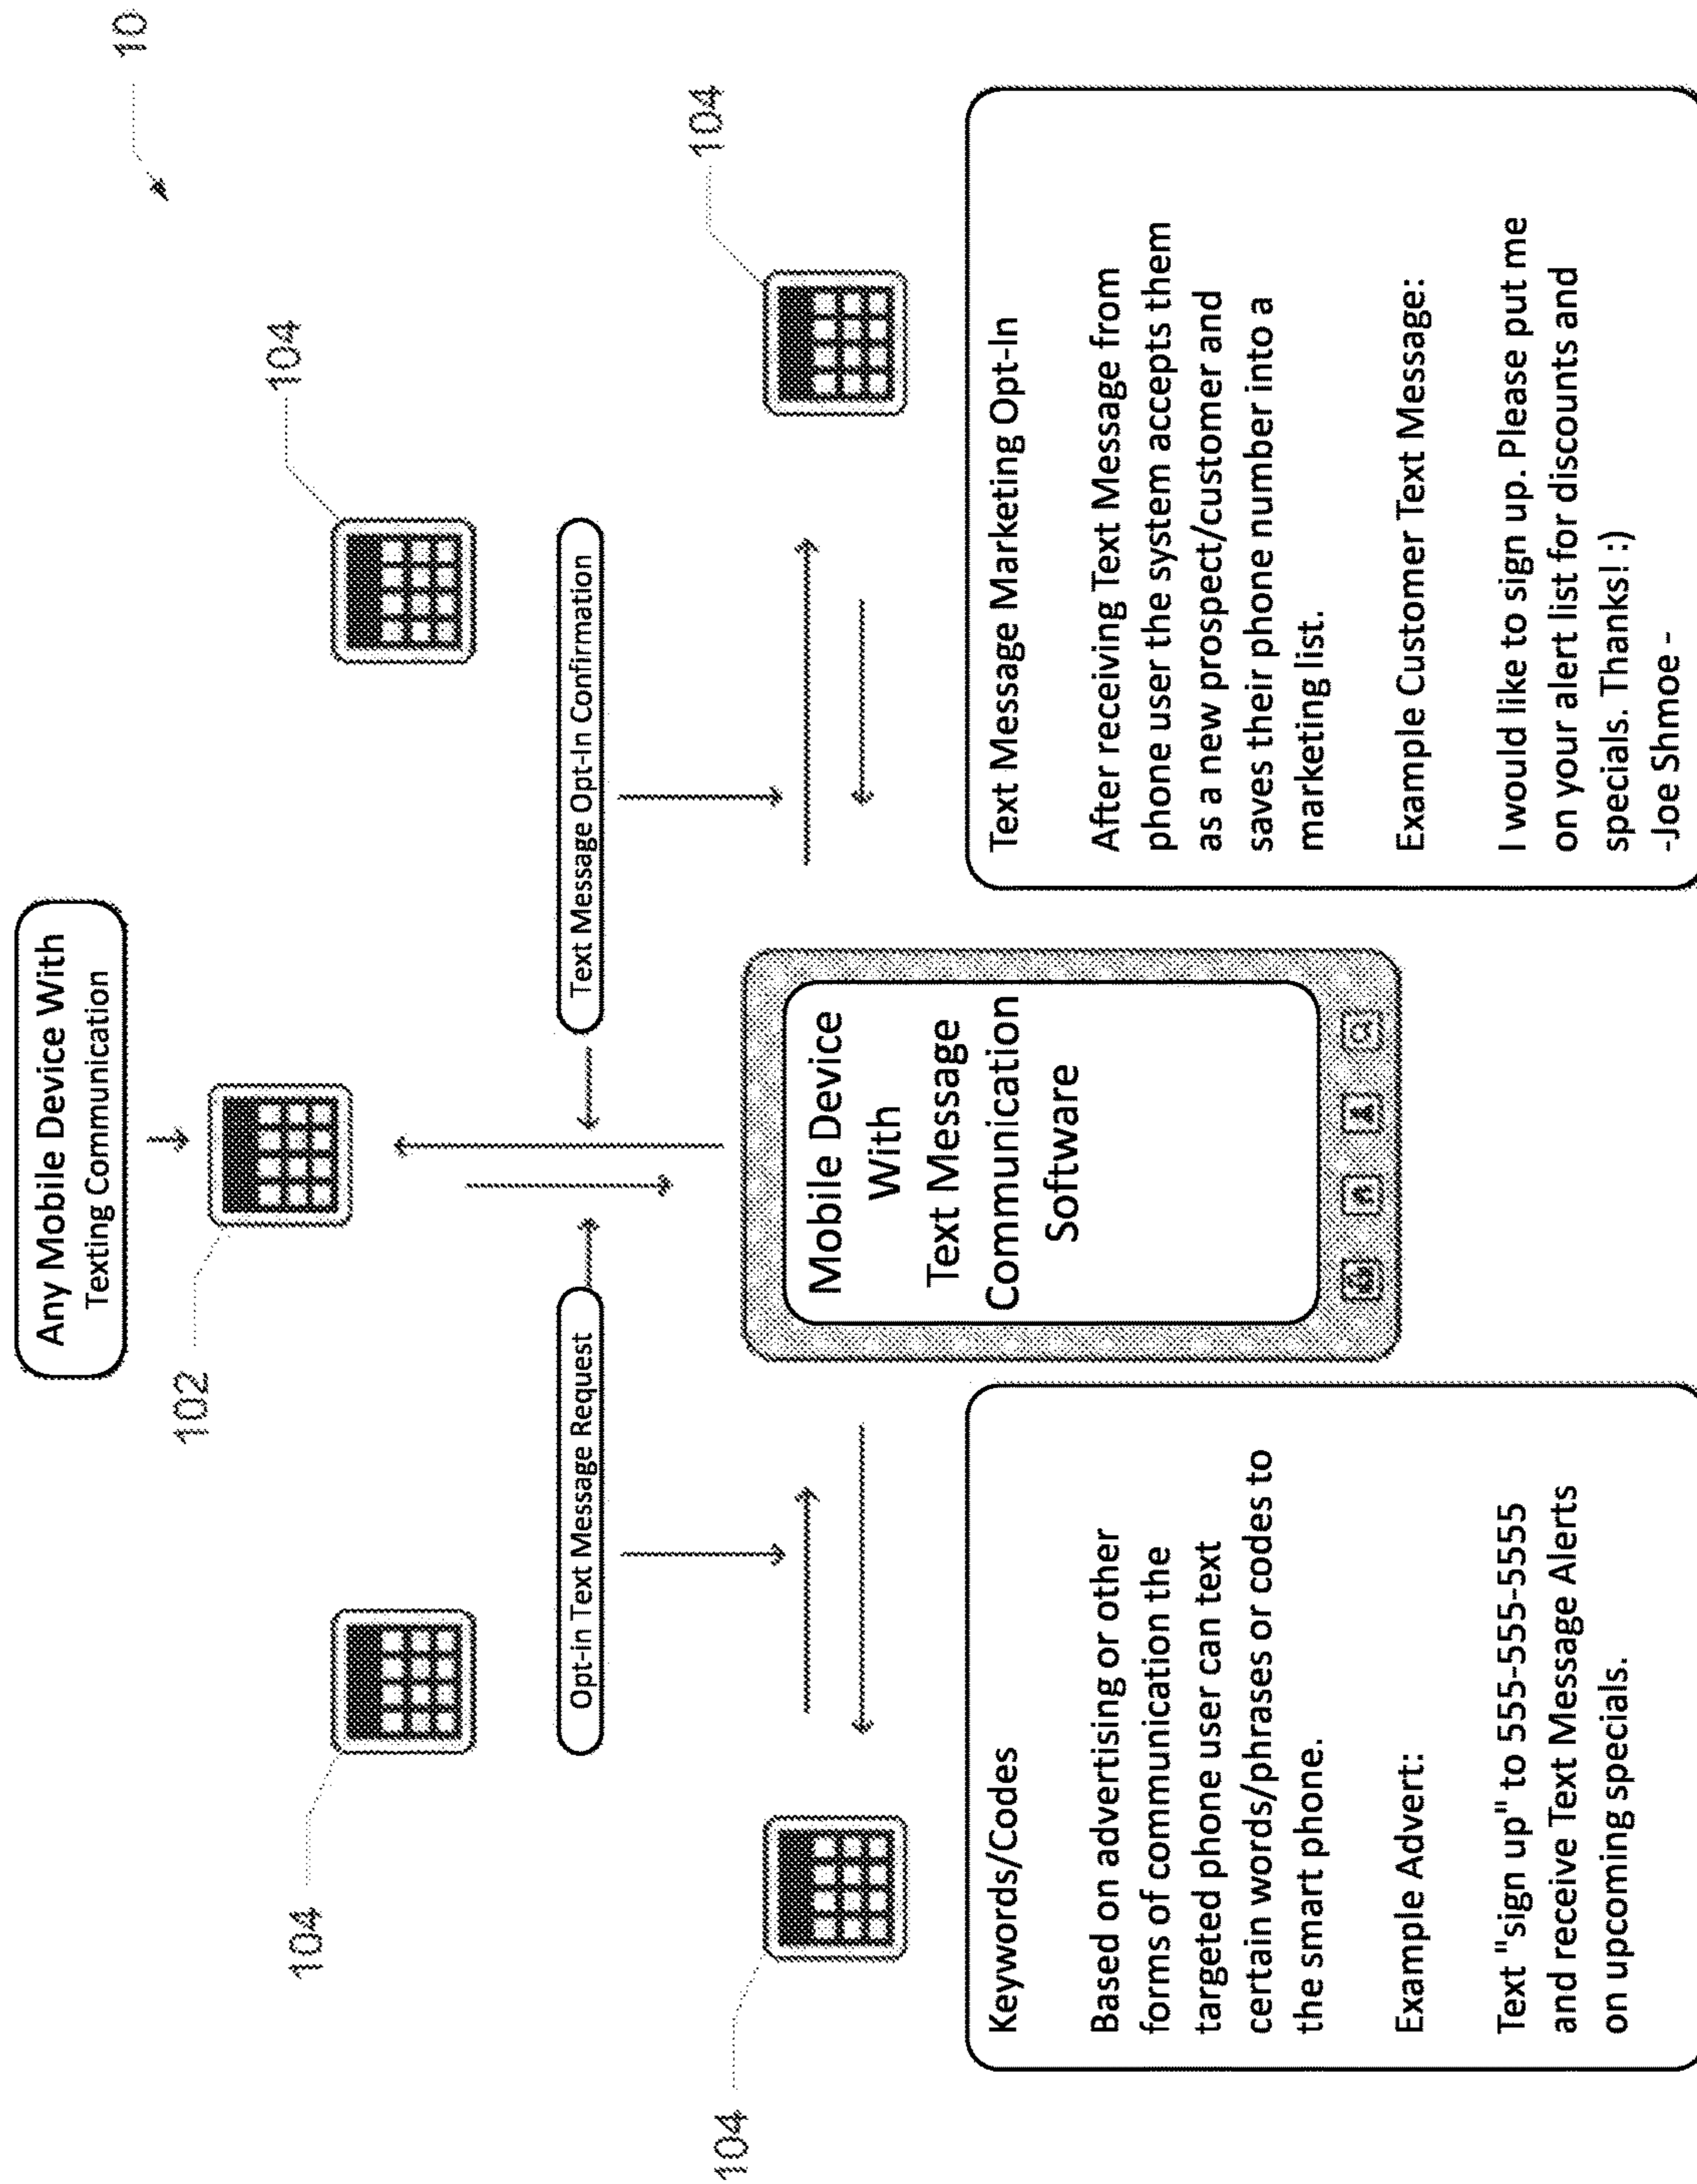 10
Any Mobile Device With
Texting Communication
102
104
104
Opt-in Text Message Request
Text Message Opt-In Confirmation
104
104
Mobile Device
With
Text Message
Communication
Software
Keywords/Codes
Based on advertising or other
forms of communication the
targeted phone user can text
certain words/phrases or codes to
the smart phone.
Example Advert:
Text "sign up" to 555-555-5555
and receive Text Message Alerts
on upcoming specials.
Text Message Marketing Opt-In
After receiving Text Message from
phone user the system accepts them
as a new prospect/customer and
saves their phone number into a
marketing list.
Example Customer Text Message:
I would like to sign up. Please put me
on your alert list for discounts and
specials. Thanks! :)
-Joe Shmoe -